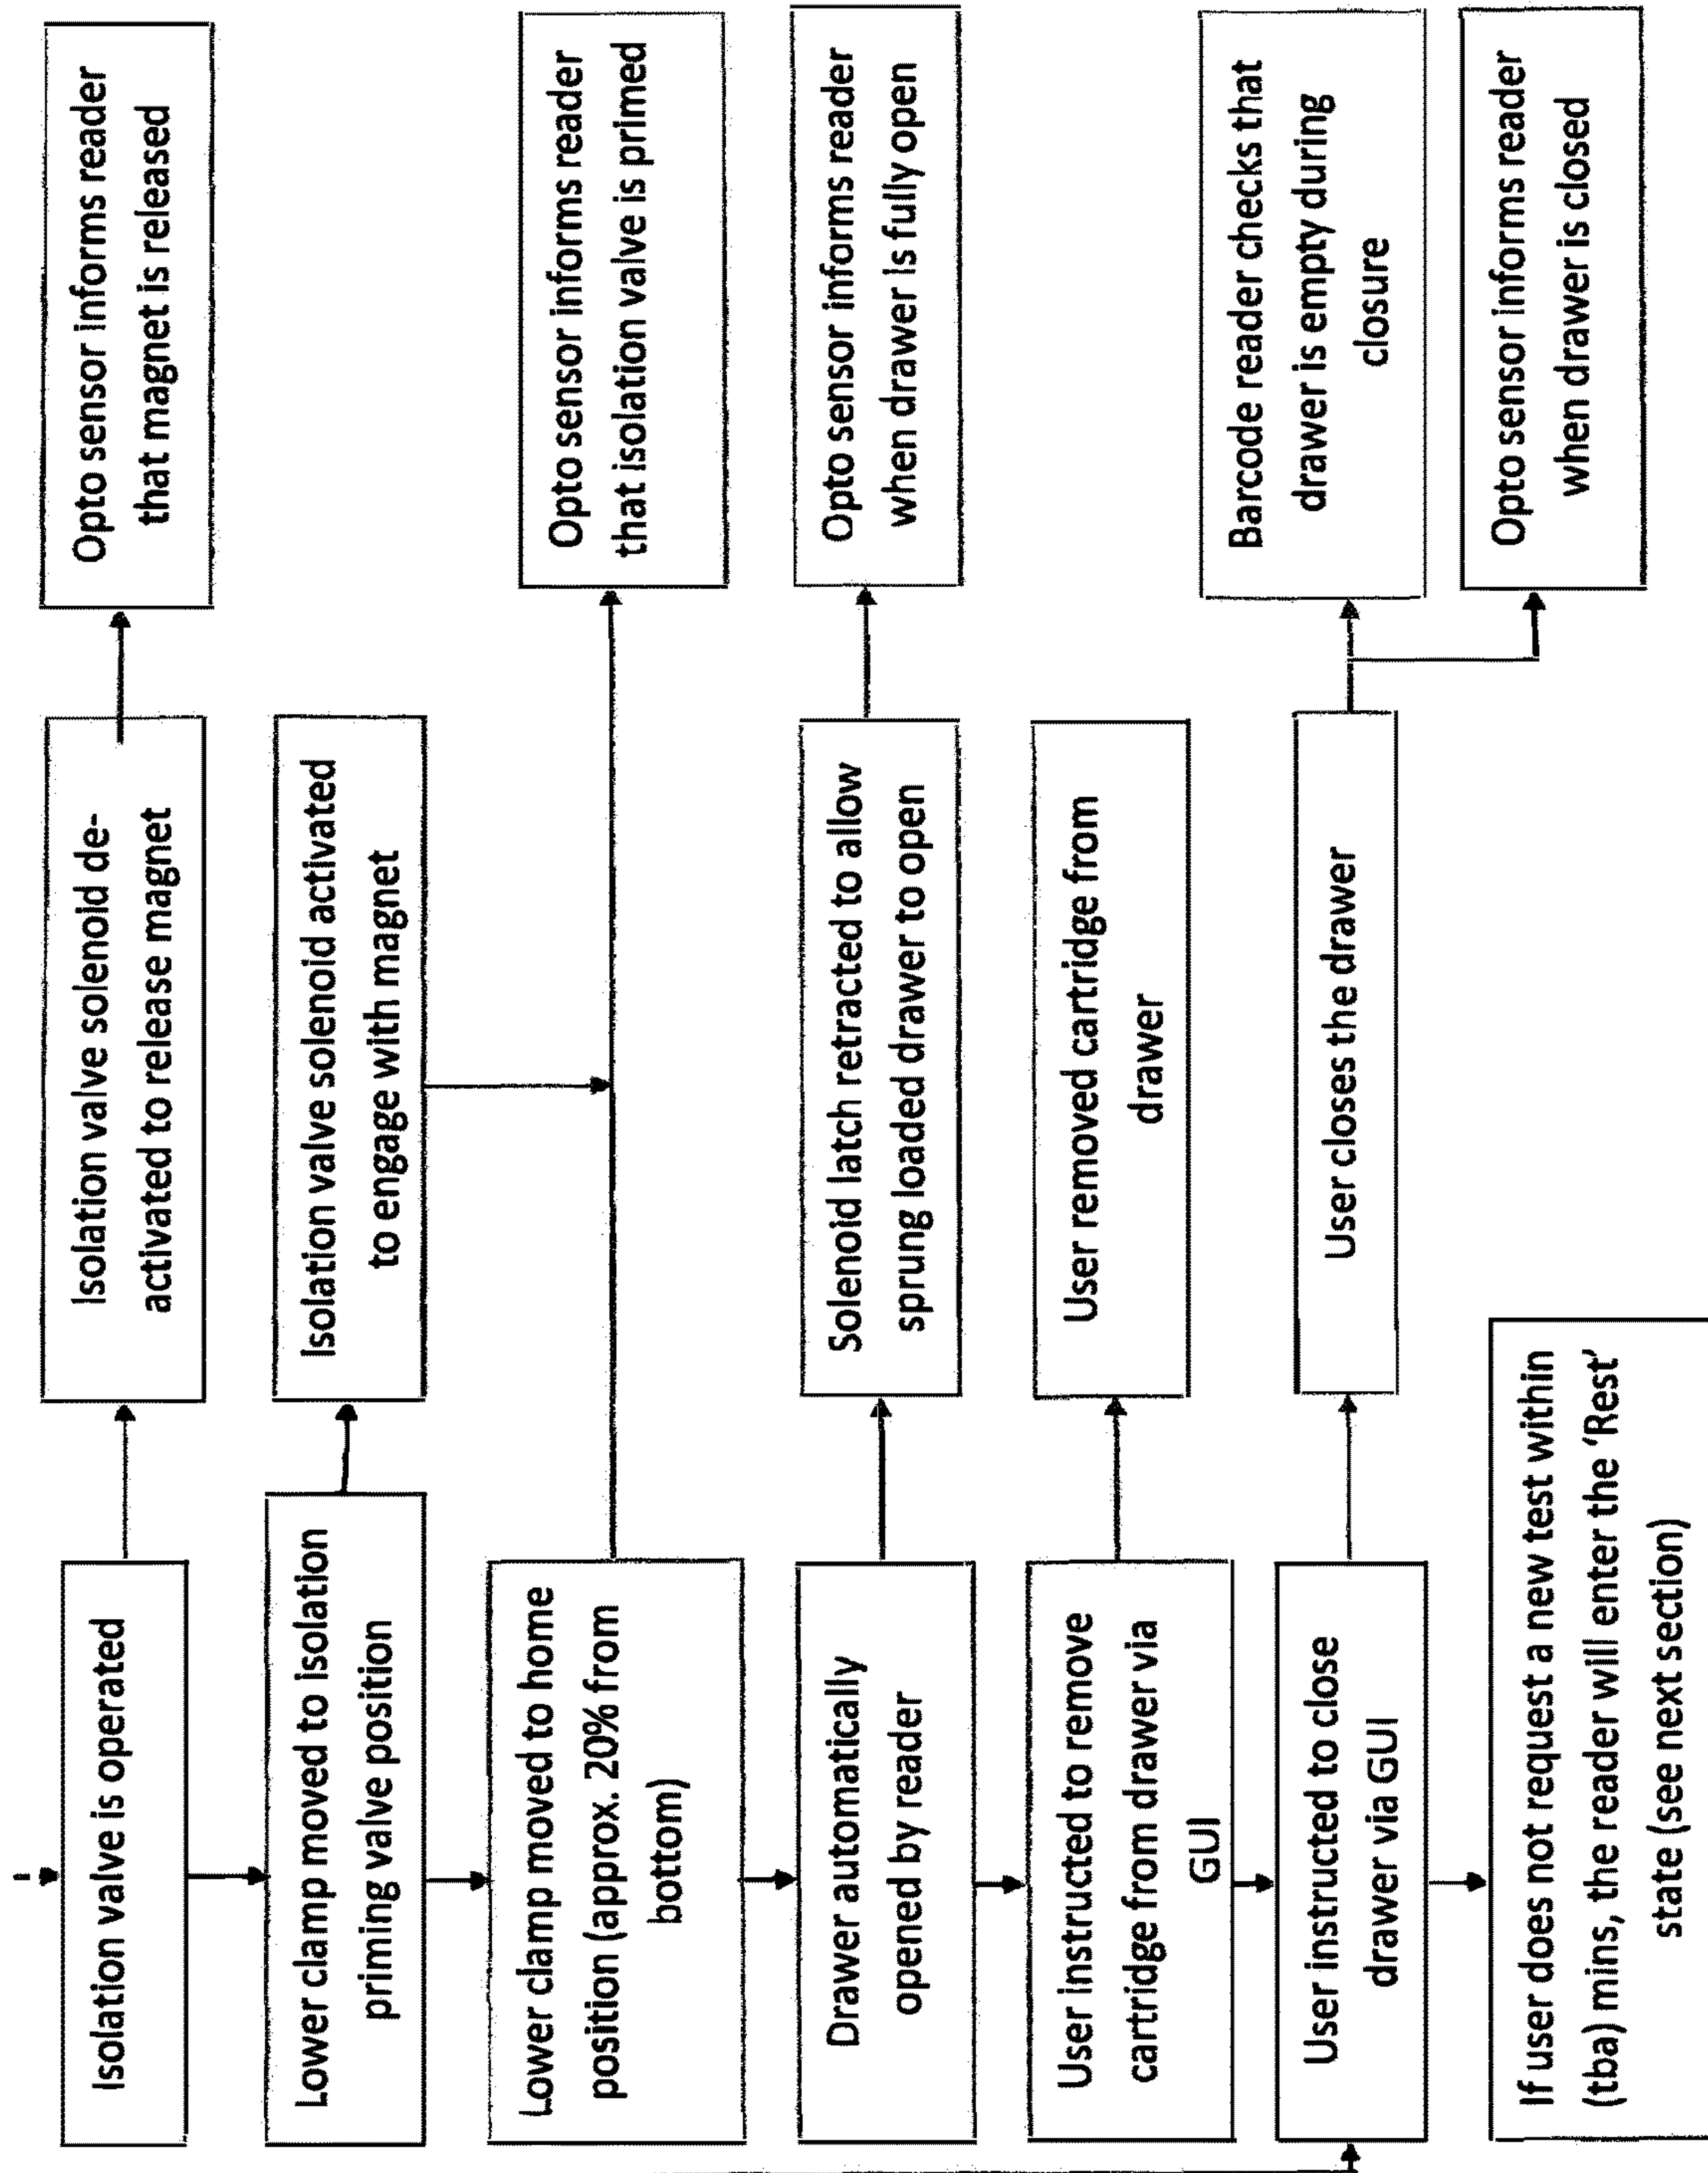 Isolation valve is operated
Isolation valve solenoid de-
activated to release magnet
Opto sensor informs reader
that magnet is released
Lower clamp moved to isolation
priming valve position
Isolation valve solenoid activated
to engage with magnet
Lower clamp moved to home
position (approx. 20% from
bottom)
Opto sensor informs reader
that isolation valve is primed
Drawer automatically
opened by reader
Solenoid latch retracted to allow
sprung loaded drawer to open
Opto sensor informs reader
when drawer is fully open
User instructed to remove
cartridge from drawer via
GUI
User removed cartridge from
drawer
User instructed to close
drawer via GUI
User closes the drawer
Barcode reader checks that
drawer is empty during
closure
Opto sensor informs reader
when drawer is closed
If user does not request a new test within
(tba) mins, the reader will enter the ‘Rest’
state (see next section)